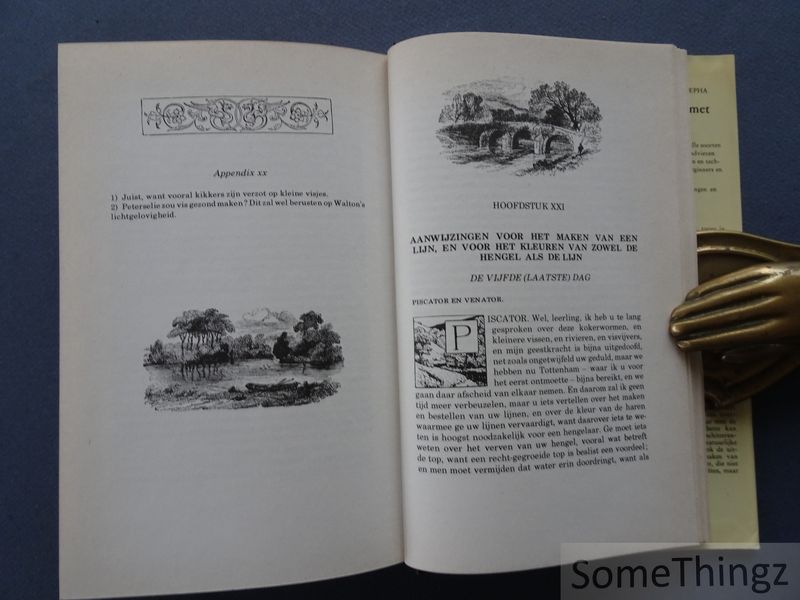 Appendix xx
1) Juist, want vooral kikkers zijn verzot op kleine visjes.
2) Peterselie zou vis gezond maken? Dit zal wel berusten op Walton's
lichtgelovigheid.
HOOFDSTUK XXI
AANWIJZINGEN VOOR HET MAKEN VAN EEN
LIJN, EN VOOR HET KLEUREN VAN ZOWEL DE
HENGEL ALS DE LIJN
DE VIJFDE (LAATSTE) DAG
PISCATOR EN VENATOR.
PISCATOR. Wel, leerling, ik heb u te lang
gesproken over deze kokerwormen, en
kleinere vissen, en rivieren, en visvijvers,
en mijn geestkracht is bijna uitgedoofd,
net zoals ongetwijfeld uw geduld, maar we
hebben nu Tottenham – waar ik u voor
het eerst ontmoette – bijna bereikt, en we
gaan daar afscheid van elkaar nemen. En daarom zal ik geen
tijd meer verbeuzelen, maar u iets vertellen over het maken
en bestellen van uw lijnen, en over de kleur van de haren
waarmee ge uw lijnen vervaardigt, want daarover iets te we-
ten is hoogst noodzakelijk voor een hengelaar. Ge moet iets
weten over het verven van uw hengel, vooral wat betreft
de top, want een recht-gegroeide top is beslist een voordeel;
en men moet vermijden dat water erin doordringt, want als
EPHA
met
SomeThingz